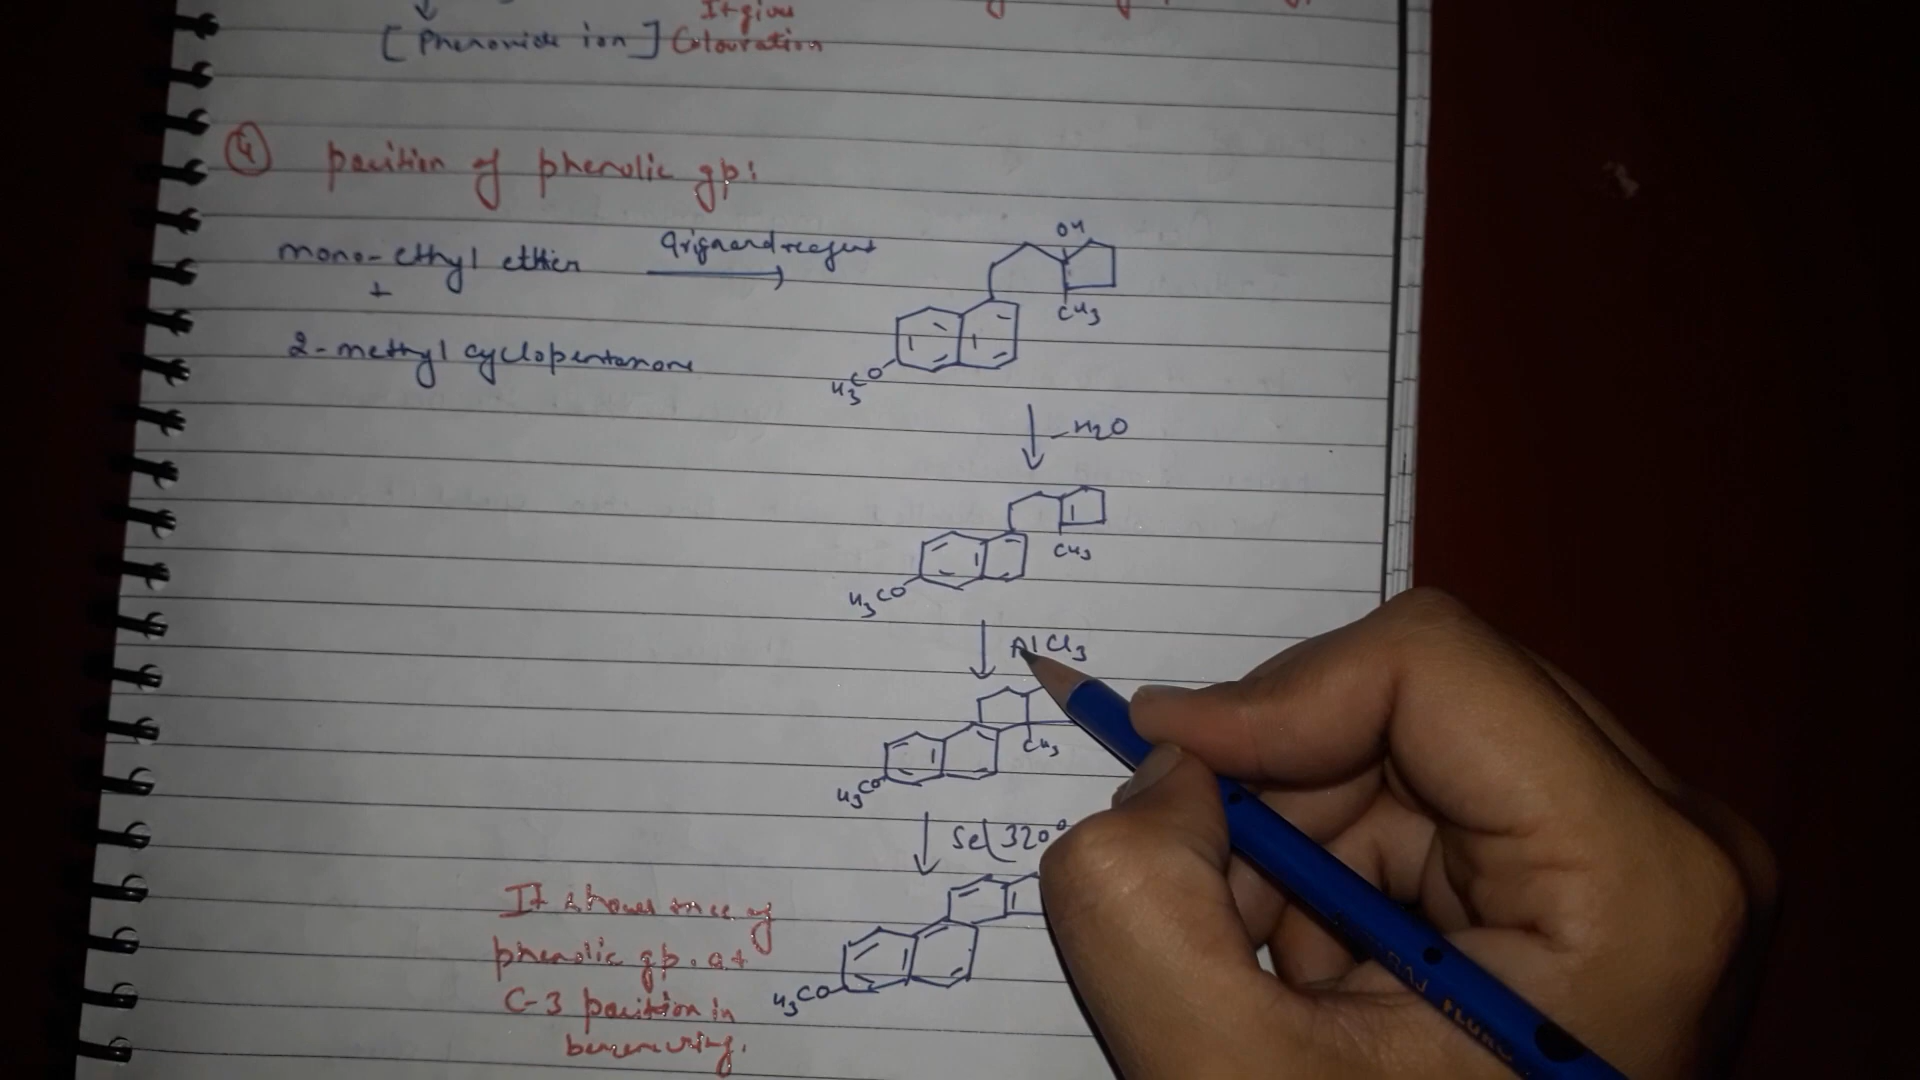 It gives
[Phenoxide ion] Colouration
④ position of phenolic gp:
mono-ethyl ether
+
2-methyl cyclopentanone
Grignard reagent
OH
CH3
H3CO
-H2O
CH3
H3CO
AlCl3
CH3
H3CO
Se(320°
H3CO
It shows
phenolic gp. at
C-3 position in
benzene ring.